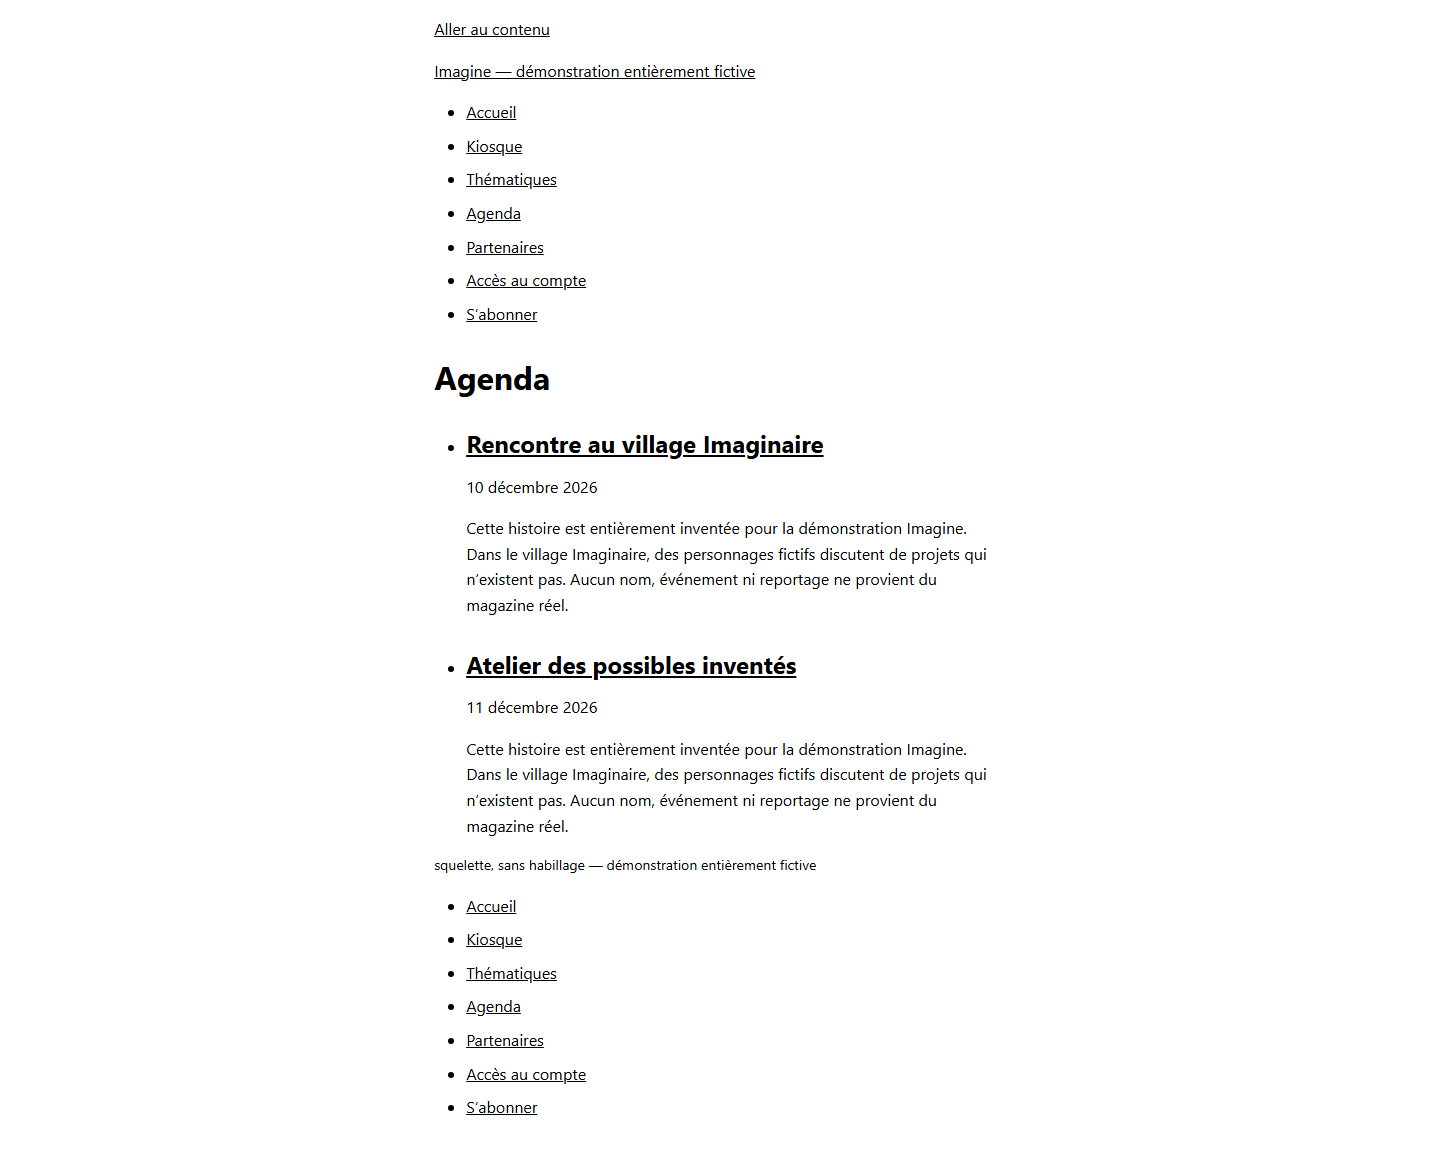 Aller au contenu
Imagine — démonstration entièrement fictive
Accueil
Kiosque
Thématiques
Agenda
Partenaires
Accès au compte
S'abonner
Agenda
Rencontre au village Imaginaire
10 décembre 2026
Cette histoire est entièrement inventée pour la démonstration Imagine.
Dans le village Imaginaire, des personnages fictifs discutent de projets qui
n'existent pas. Aucun nom, événement ni reportage ne provient du
magazine réel.
Atelier des possibles inventés
11 décembre 2026
Cette histoire est entièrement inventée pour la démonstration Imagine.
Dans le village Imaginaire, des personnages fictifs discutent de projets qui
n'existent pas. Aucun nom, événement ni reportage ne provient du
magazine réel.
squelette, sans habillage — démonstration entièrement fictive
Accueil
Kiosque
Thématiques
Agenda
Partenaires
Accès au compte
S'abonner